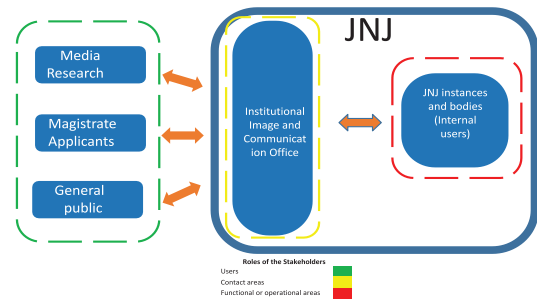 JNJ
Media
Research
Magistrate
Applicants
General
public
Institutional
Image and
Communicat
ion Office
JNJ instances
and bodies
(Internal
users)
Roles of the Stakeholders
Users
Contact areas
Functional or operational areas